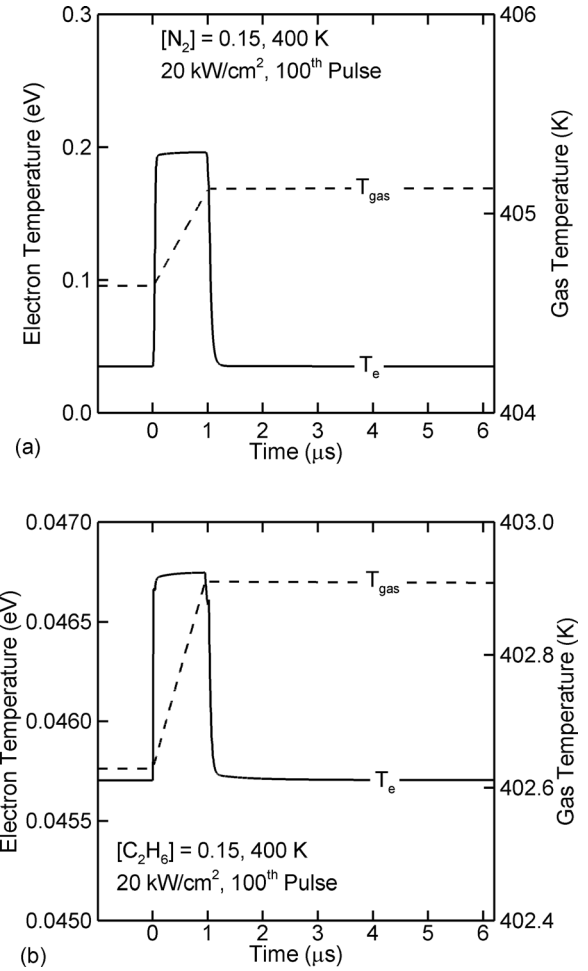 0.3
406
[N2] = 0.15, 400 K
20 kW/cm2, 100th Pulse
Electron Temperature (eV)
Gas Temperature (K)
0.2
Tgas
405
0.1
Te
0.0
404
0 1 2 3 4 5 6
(a)
Time (μs)
0.0470
403.0
Tgas
0.0465
402.8
Electron Temperature (eV)
Gas Temperature (K)
0.0460
Te
402.6
0.0455
[C2H6] = 0.15, 400 K
20 kW/cm2, 100th Pulse
0.0450
402.4
0 1 2 3 4 5 6
(b)
Time (μs)